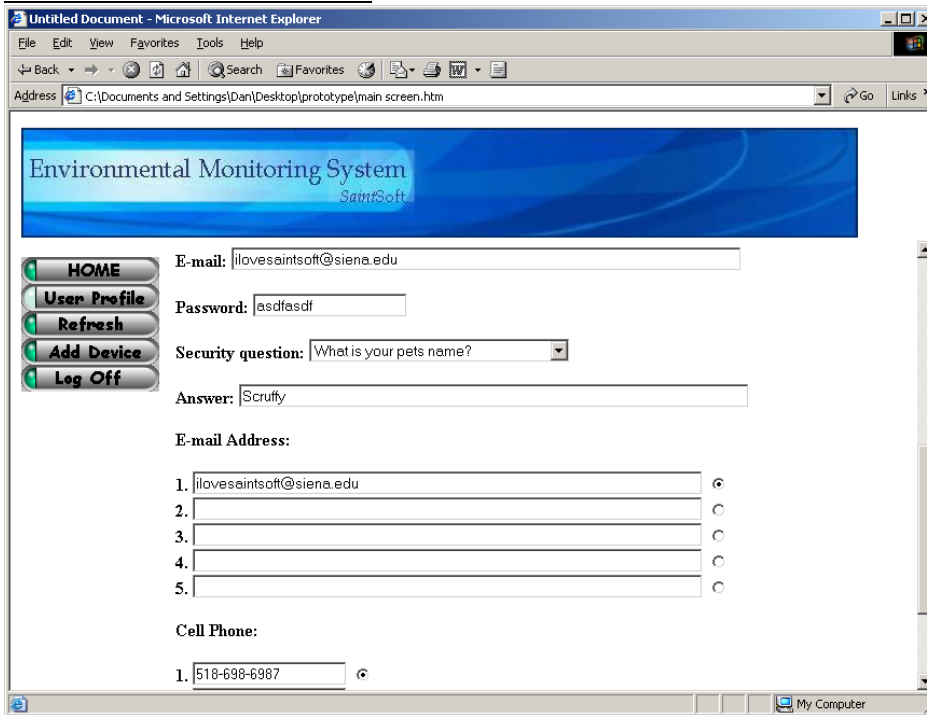 Untitled Document - Microsoft Internet Explorer
File Edit View Favorites Tools Help
Back Search Favorites
Address C:\Documents and Settings\Dan\Desktop\prototype\main screen.htm Go Links
Environmental Monitoring System
SaintSoft
HOME
User Profile
Refresh
Add Device
Log Off
E-mail: ilovesaintsoft@siena.edu
Password: asdfasdf
Security question: What is your pets name?
Answer: Scruffy
E-mail Address:
1. ilovesaintsoft@siena.edu
2.
3.
4.
5.
Cell Phone:
1. 518-698-6987
My Computer